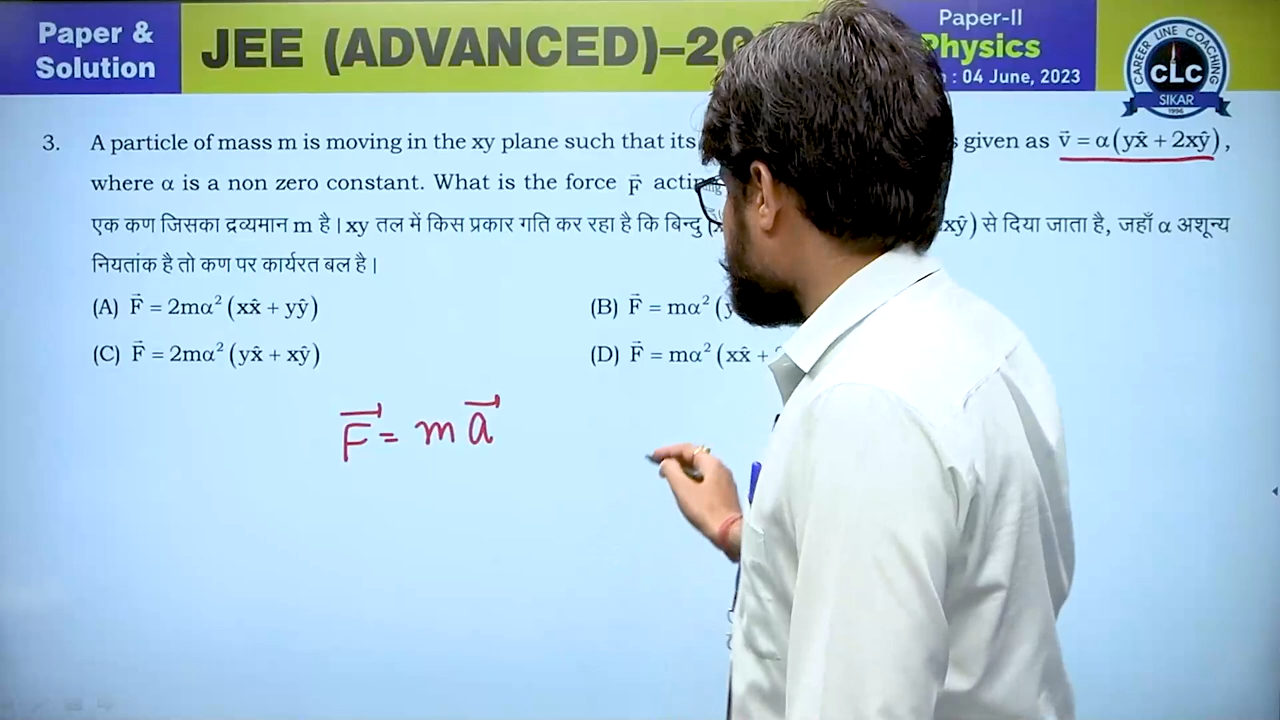 Paper &
Solution
JEE (ADVANCED)–20
Paper-II
Physics
: 04 June, 2023
CAREER LINE COACHING
CLC
SIKAR
1996
3. A particle of mass m is moving in the xy plane such that its given as v⃗ = α(yx̂ + 2xŷ),
where α is a non zero constant. What is the force F⃗
एक कण जिसका द्रव्यमान m है। xy तल में किस प्रकार गति कर रहा है कि बिन्दु xŷ) से दिया जाता है, जहाँ α अशून्य
नियतांक है तो कण पर कार्यरत बल है।
(A) F⃗ = 2mα² (xx̂ + yŷ)
(B) F⃗ = mα² (y
(C) F⃗ = 2mα² (yx̂ + xŷ)
(D) F⃗ = mα² (xx̂ +
F⃗ = m a⃗